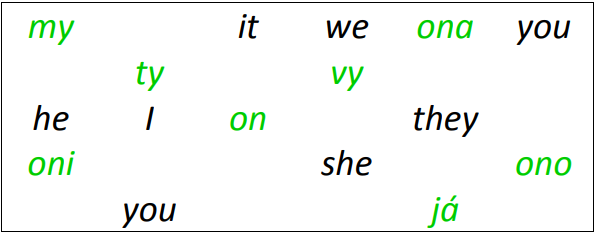 my it we ona you
ty vy
he I on they
oni she ono
you já